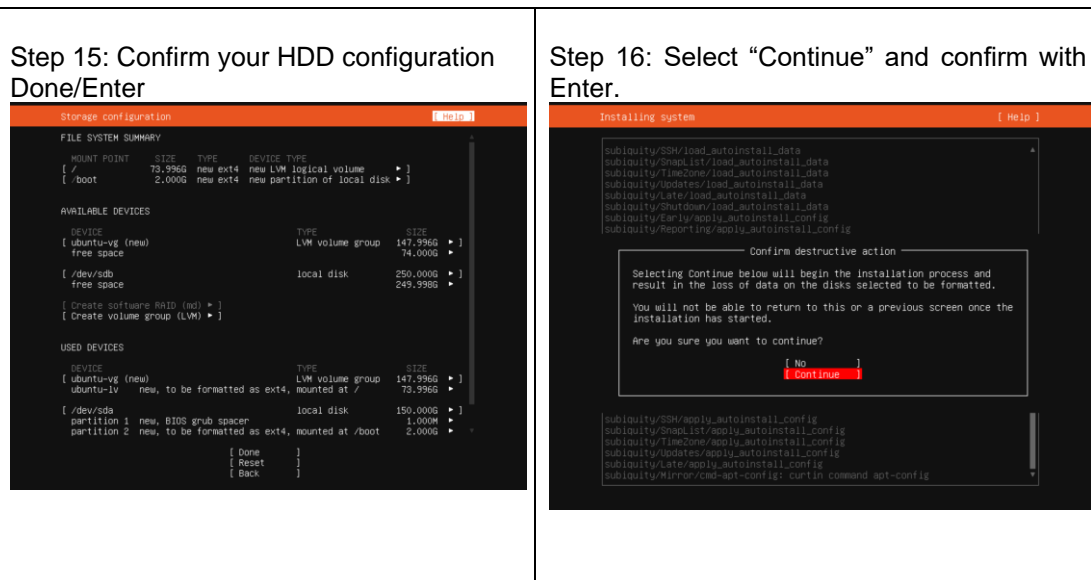 Step 15: Confirm your HDD configuration
Done/Enter
Storage configuration [ Help ]
FILE SYSTEM SUMMARY
MOUNT POINT SIZE TYPE DEVICE TYPE
[ / 73.996G new ext4 new LVM logical volume ▸ ]
[ /boot 2.000G new ext4 new partition of local disk ▸ ]
AVAILABLE DEVICES
DEVICE TYPE SIZE
[ ubuntu-vg (new) LVM volume group 147.996G ▸ ]
free space 74.000G ▸
[ /dev/sdb local disk 250.000G ▸ ]
free space 249.998G ▸
[ Create software RAID (md) ▸ ]
[ Create volume group (LVM) ▸ ]
USED DEVICES
DEVICE TYPE SIZE
[ ubuntu-vg (new) LVM volume group 147.996G ▸ ]
ubuntu-lv new, to be formatted as ext4, mounted at / 73.996G ▸
[ /dev/sda local disk 150.000G ▸ ]
partition 1 new, BIOS grub spacer 1.000M ▸
partition 2 new, to be formatted as ext4, mounted at /boot 2.000G ▸
[ Done ]
[ Reset ]
[ Back ]
Step 16: Select “Continue” and confirm with
Enter.
Installing system [ Help ]
subiquity/SSH/load_autoinstall_data
subiquity/SnapList/load_autoinstall_data
subiquity/TimeZone/load_autoinstall_data
subiquity/Updates/load_autoinstall_data
subiquity/Late/load_autoinstall_data
subiquity/Shutdown/load_autoinstall_data
subiquity/Early/apply_autoinstall_config
subiquity/Reporting/apply_autoinstall_config
Confirm destructive action
Selecting Continue below will begin the installation process and
result in the loss of data on the disks selected to be formatted.
You will not be able to return to this or a previous screen once the
installation has started.
Are you sure you want to continue?
[ No ]
[ Continue ]
subiquity/SSH/apply_autoinstall_config
subiquity/SnapList/apply_autoinstall_config
subiquity/TimeZone/apply_autoinstall_config
subiquity/Updates/apply_autoinstall_config
subiquity/Late/apply_autoinstall_config
subiquity/Mirror/cmd-apt-config: curtin command apt-config